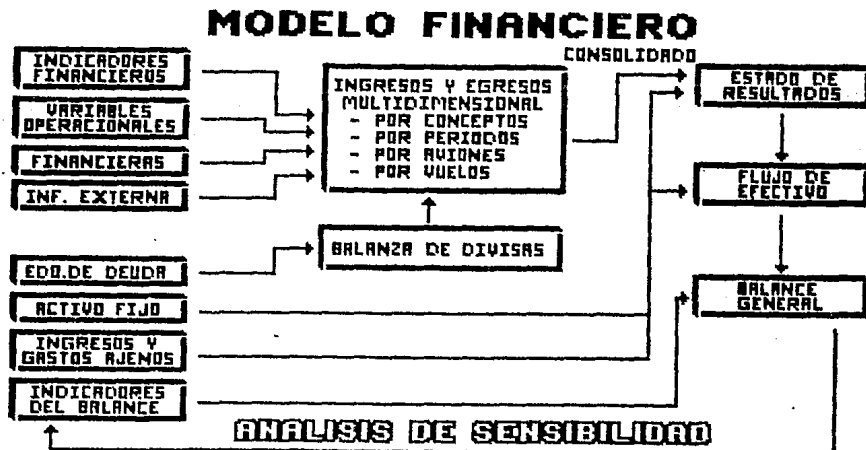 MODELO FINANCIERO
CONSOLIDADO
INDICADORES
FINANCIEROS
VARIABLES
OPERACIONALES
FINANCIERAS
INF. EXTERNA
EDO.DE DEUDA
ACTIVO FIJO
INGRESOS Y
GASTOS AJENOS
INDICADORES
DEL BALANCE
INGRESOS Y EGRESOS
MULTIDIMENSIONAL
- POR CONCEPTOS
- POR PERIODOS
- POR AVIONES
- POR VUELOS
BALANZA DE DIVISAS
ESTADO DE
RESULTADOS
FLUJO DE
EFECTIVO
BALANCE
GENERAL
ANALISIS DE SENSIBILIDAD